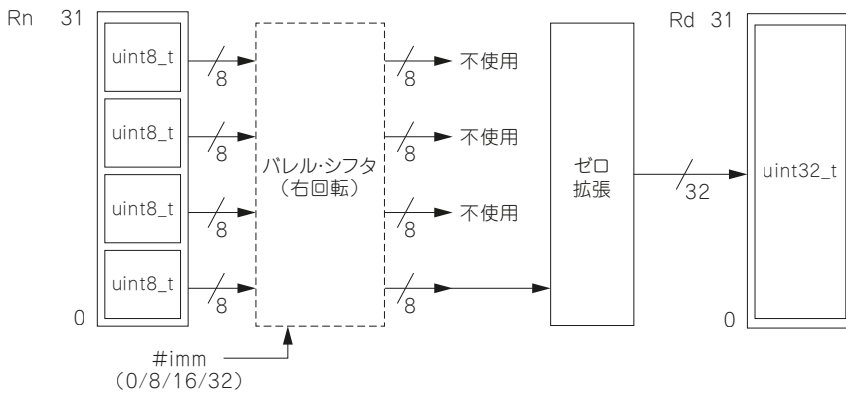 Rn 31
Rd 31
uint8_t
8
8
不使用
uint8_t
8
8
不使用
バレル・シフタ
(右回転)
ゼロ
拡張
32
uint32_t
uint8_t
8
8
不使用
uint8_t
8
8
0
0
#imm
(0/8/16/32)